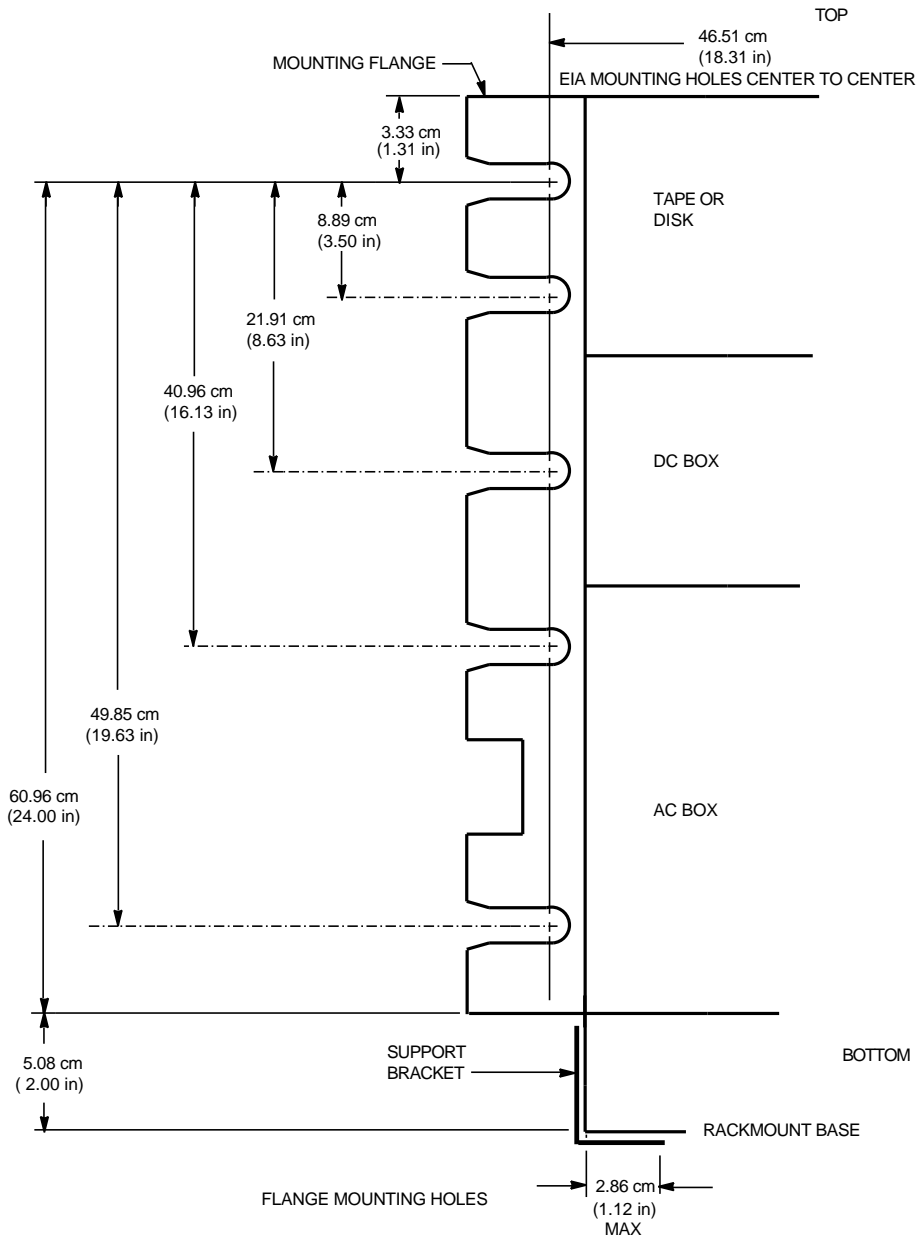 TOP
46.51 cm
(18.31 in)
MOUNTING FLANGE
EIA MOUNTING HOLES CENTER TO CENTER
3.33 cm
(1.31 in)
TAPE OR
DISK
8.89 cm
(3.50 in)
21.91 cm
(8.63 in)
40.96 cm
(16.13 in)
DC BOX
49.85 cm
(19.63 in)
60.96 cm
(24.00 in)
AC BOX
5.08 cm
( 2.00 in)
SUPPORT
BRACKET
BOTTOM
RACKMOUNT BASE
FLANGE MOUNTING HOLES
2.86 cm
(1.12 in)
MAX